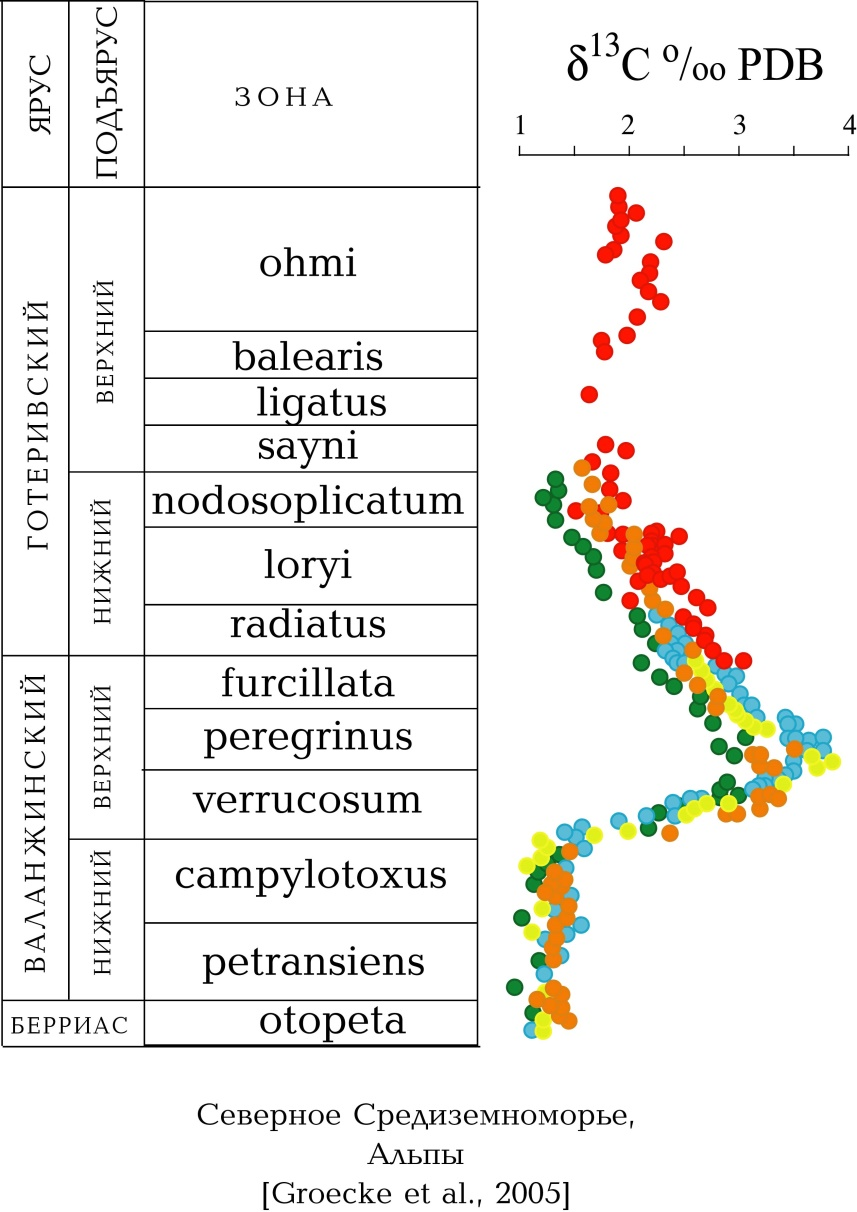 ЯРУС
ПОДЪЯРУС
ЗОНА
δ13C ‰ PDB
1 2 3 4
ГОТЕРИВСКИЙ
ВЕРХНИЙ
ohmi
balearis
ligatus
sayni
НИЖНИЙ
nodosoplicatum
loryi
radiatus
ВАЛАНЖИНСКИЙ
ВЕРХНИЙ
furcillata
peregrinus
verrucosum
НИЖНИЙ
campylotoxus
petransiens
БЕРРИАС
otopeta
Северное Средиземноморье,
Альпы
[Groecke et al., 2005]